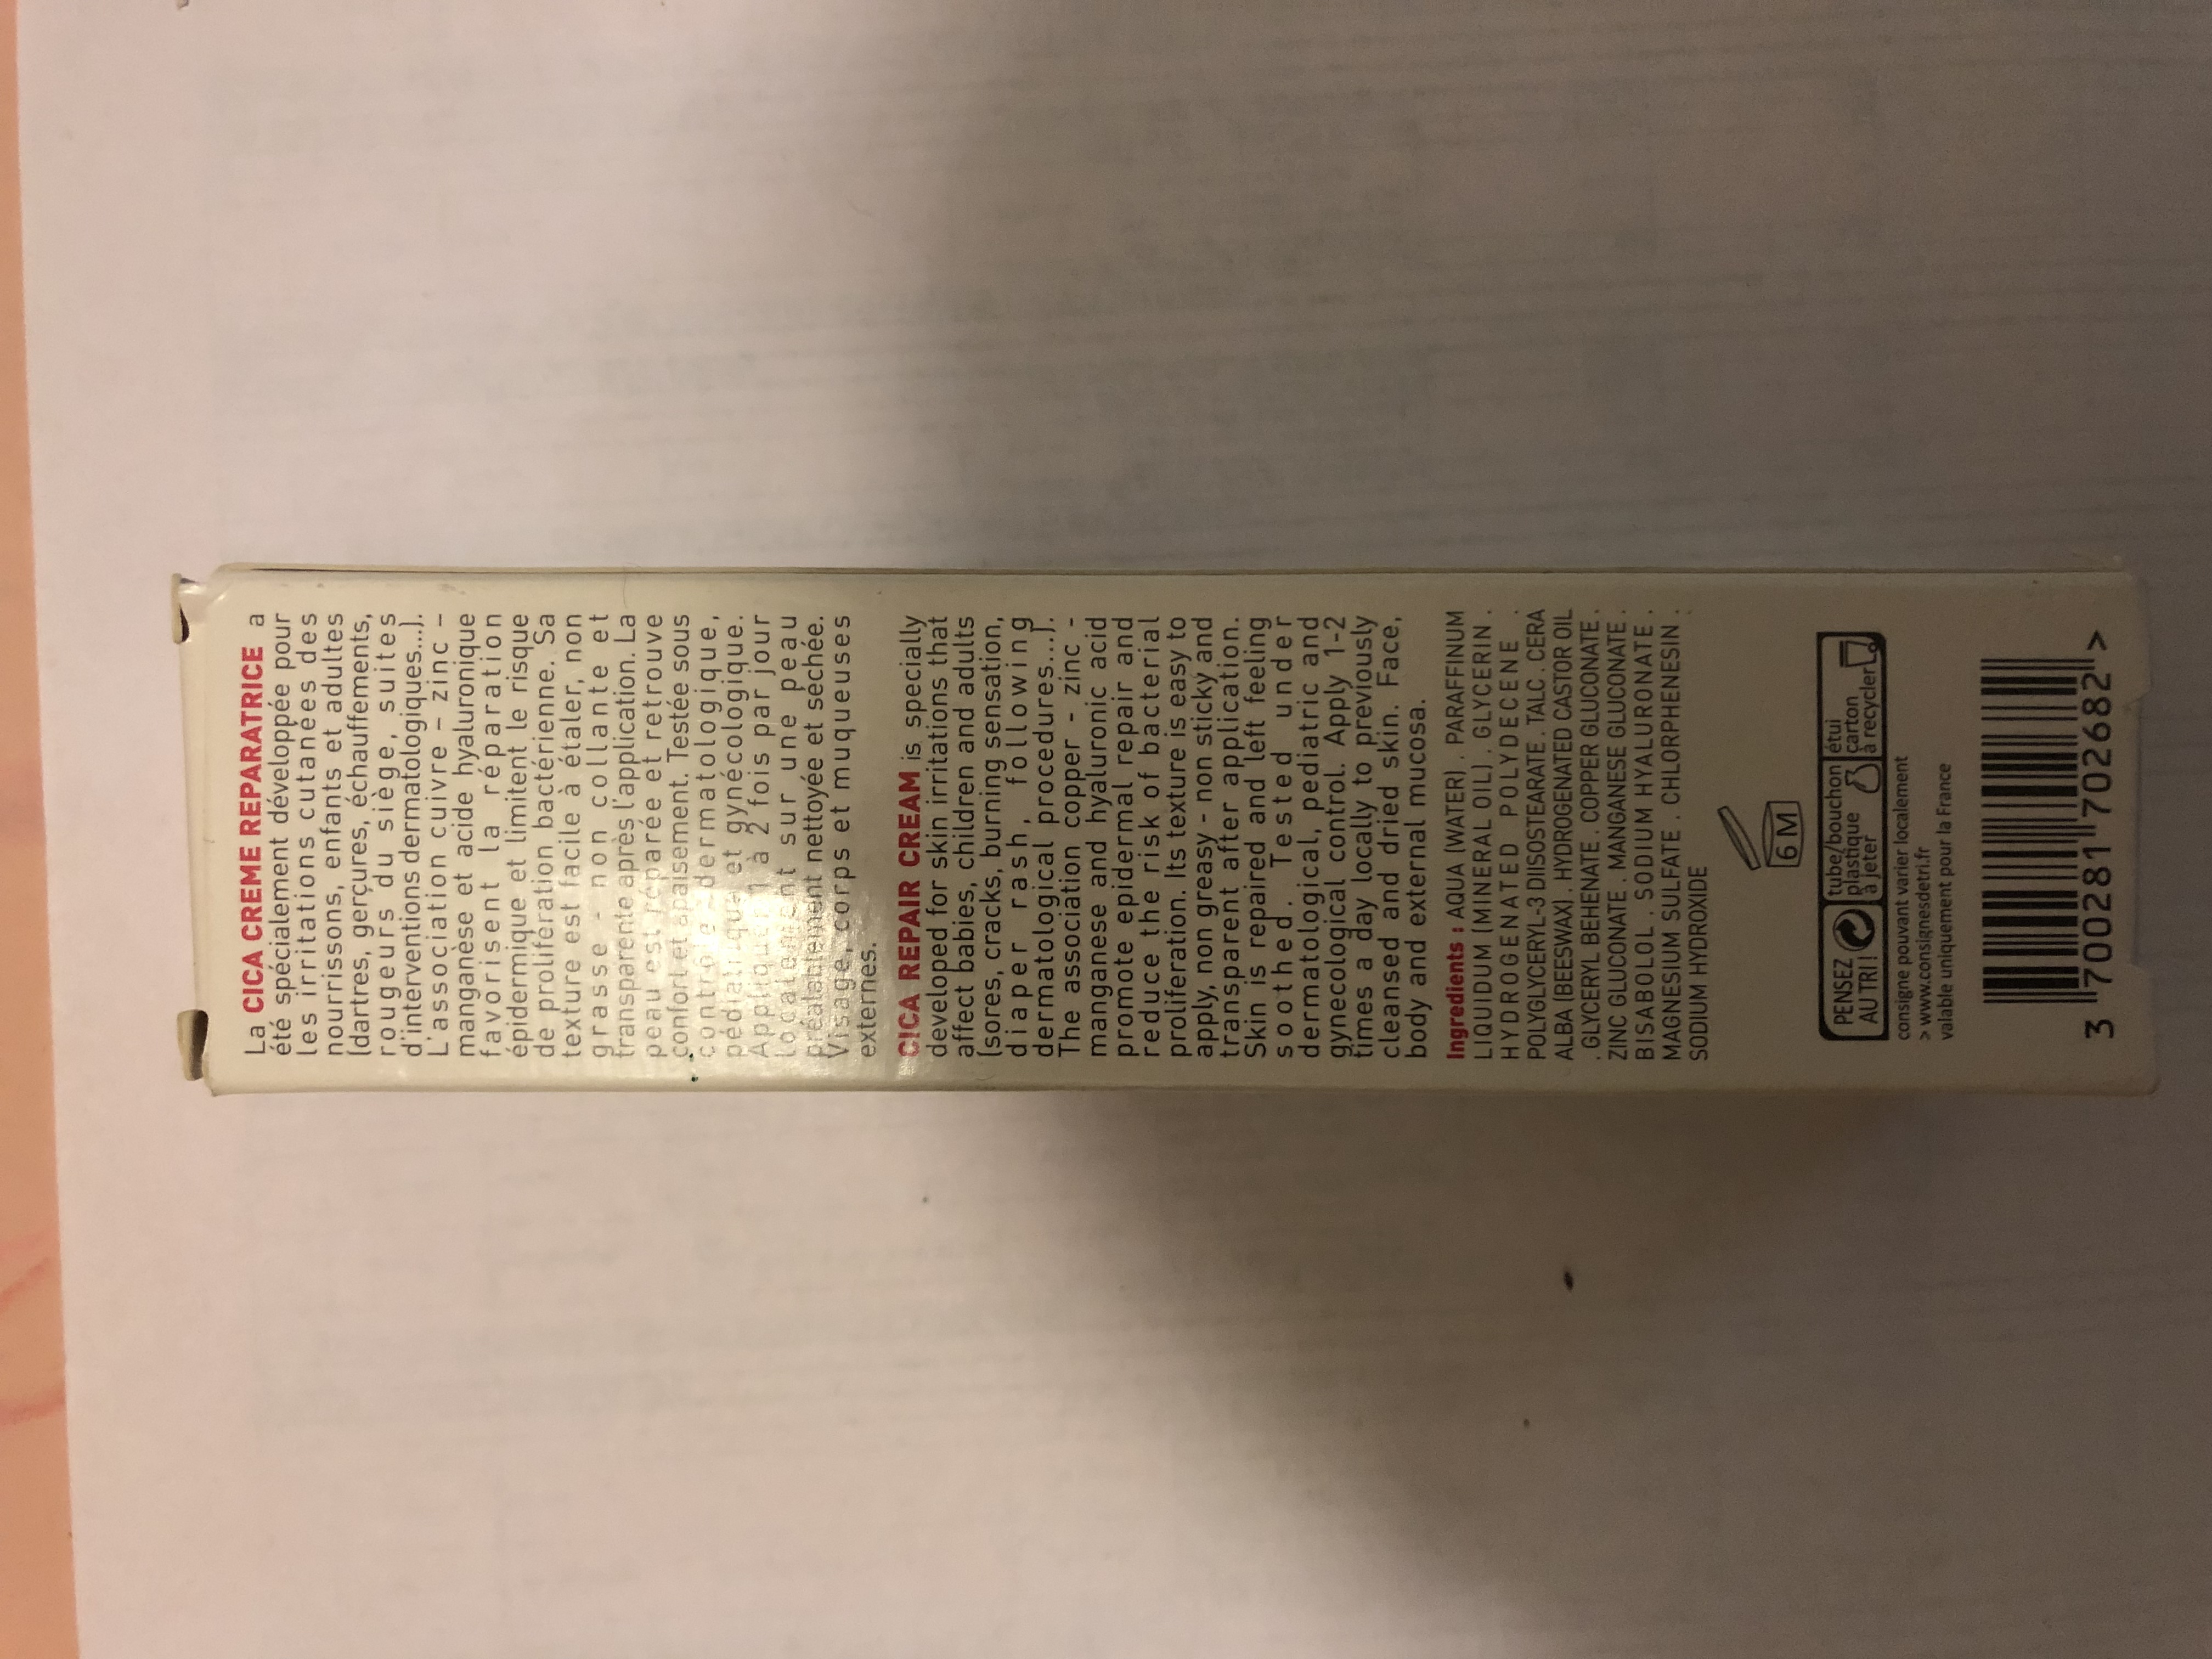 La CICA CREME REPARATRICE a
été spécialement développée pour
les irritations cutanées des
nourrissons, enfants et adultes
(dartres, gerçures, échauffements,
rougeurs du siège, suites
d'interventions dermatologiques...).
L'association cuivre – zinc –
manganèse et acide hyaluronique
favorisent la réparation
épidermique et limitent le risque
de prolifération bactérienne. Sa
texture est facile à étaler, non
grasse - non collante et
transparente après l'application. La
peau est réparée et retrouve
confort et apaisement. Testée sous
contrôle dermatologique,
pédiatrique et gynécologique.
Appliquer 1 à 2 fois par jour
localement sur une peau
préalablement nettoyée et séchée.
Visage, corps et muqueuses
externes.
CICA REPAIR CREAM is specially
developed for skin irritations that
affect babies, children and adults
(sores, cracks, burning sensation,
diaper rash, following
dermatological procedures...).
The association copper - zinc -
manganese and hyaluronic acid
promote epidermal repair and
reduce the risk of bacterial
proliferation. Its texture is easy to
apply, non greasy - non sticky and
transparent after application.
Skin is repaired and left feeling
soothed. Tested under
dermatological, pediatric and
gynecological control. Apply 1-2
times a day locally to previously
cleansed and dried skin. Face,
body and external mucosa.
Ingredients : AQUA (WATER) . PARAFFINUM
LIQUIDUM (MINERAL OIL) . GLYCERIN .
HYDROGENATED POLYDECENE .
POLYGLYCERYL-3 DIISOSTEARATE . TALC . CERA
ALBA (BEESWAX) . HYDROGENATED CASTOR OIL
. GLYCERYL BEHENATE . COPPER GLUCONATE .
ZINC GLUCONATE . MANGANESE GLUCONATE .
BISABOLOL . SODIUM HYALURONATE .
MAGNESIUM SULFATE . CHLORPHENESIN .
SODIUM HYDROXIDE
6 M
PENSEZ
AU TRI !
tube/bouchon
plastique
à jeter
étui
carton
à recycler
consigne pouvant varier localement
> www.consignesdetri.fr
valable uniquement pour la France
3 700281 702682 >